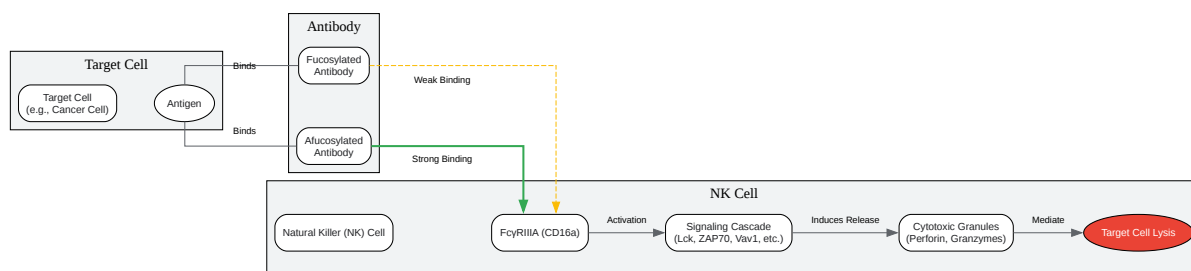 Antibody
Target Cell
Fucosylated
Antibody
Binds
Weak Binding
Target Cell
(e.g., Cancer Cell)
Antigen
Binds
Afucosylated
Antibody
Strong Binding
NK Cell
Natural Killer (NK) Cell
FcγRIIIA (CD16a)
Activation
Signaling Cascade
(Lck, ZAP70, Vav1, etc.)
Induces Release
Cytotoxic Granules
(Perforin, Granzymes)
Mediate
Target Cell Lysis